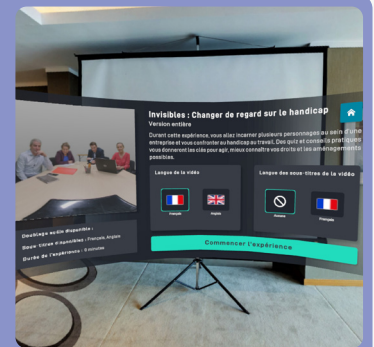 Invisibles : Changer de regard sur le handicap
Version entière
Durant cette expérience, vous allez incarner plusieurs personnages au sein d'une
entreprise et vous confronter au handicap au travail. Des quiz et conseils pratiques
vous donneront les clés pour agir, mieux connaître vos droits et les aménagements
possibles.
Langue de la vidéo
Français
Anglais
Langue des sous-titres de la vidéo
Aucune
Français
Doublage audio disponible :
Sous-titres disponibles : Français, Anglais
Durée de l'expérience : 9 minutes
Commencer l'expérience